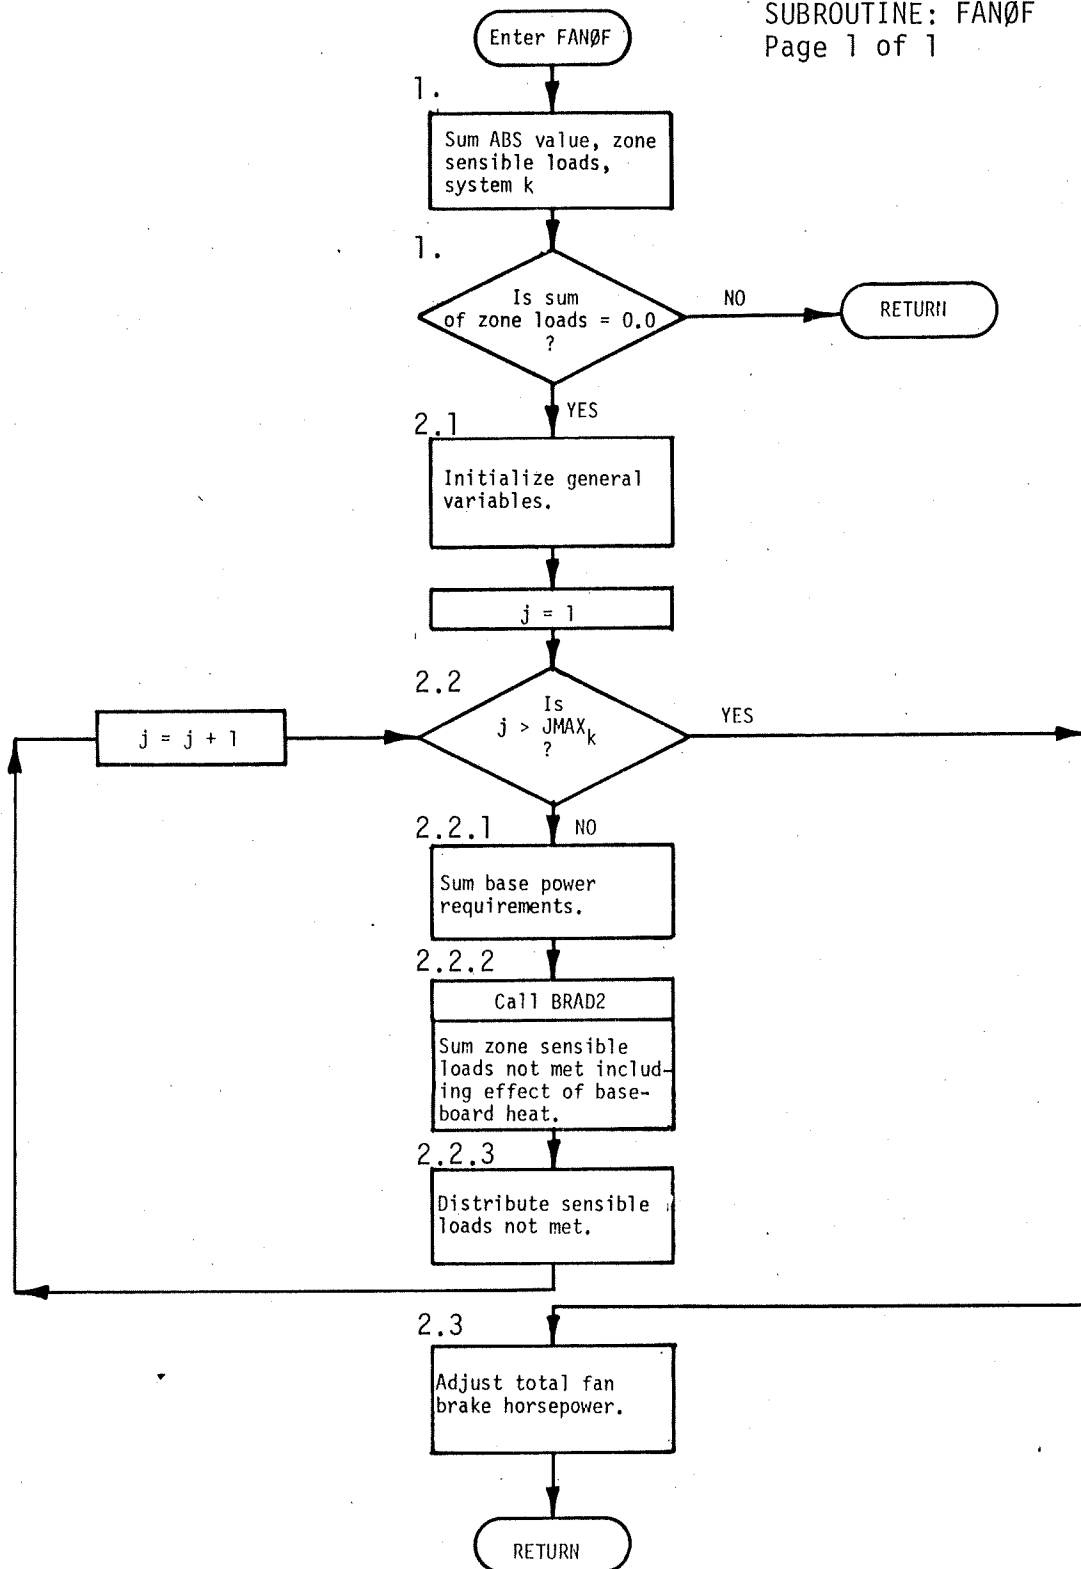 SUBROUTINE: FANØF
Page 1 of 1
Enter FANØF
1.
Sum ABS value, zone
sensible loads,
system k
1.
Is sum
of zone loads = 0.0
?
NO
RETURN
YES
2.1
Initialize general
variables.
j = 1
2.2
Is
j > JMAXk
?
YES
j = j + 1
NO
2.2.1
Sum base power
requirements.
2.2.2
Call BRAD2
Sum zone sensible
loads not met includ-
ing effect of base-
board heat.
2.2.3
Distribute sensible
loads not met.
2.3
Adjust total fan
brake horsepower.
RETURN